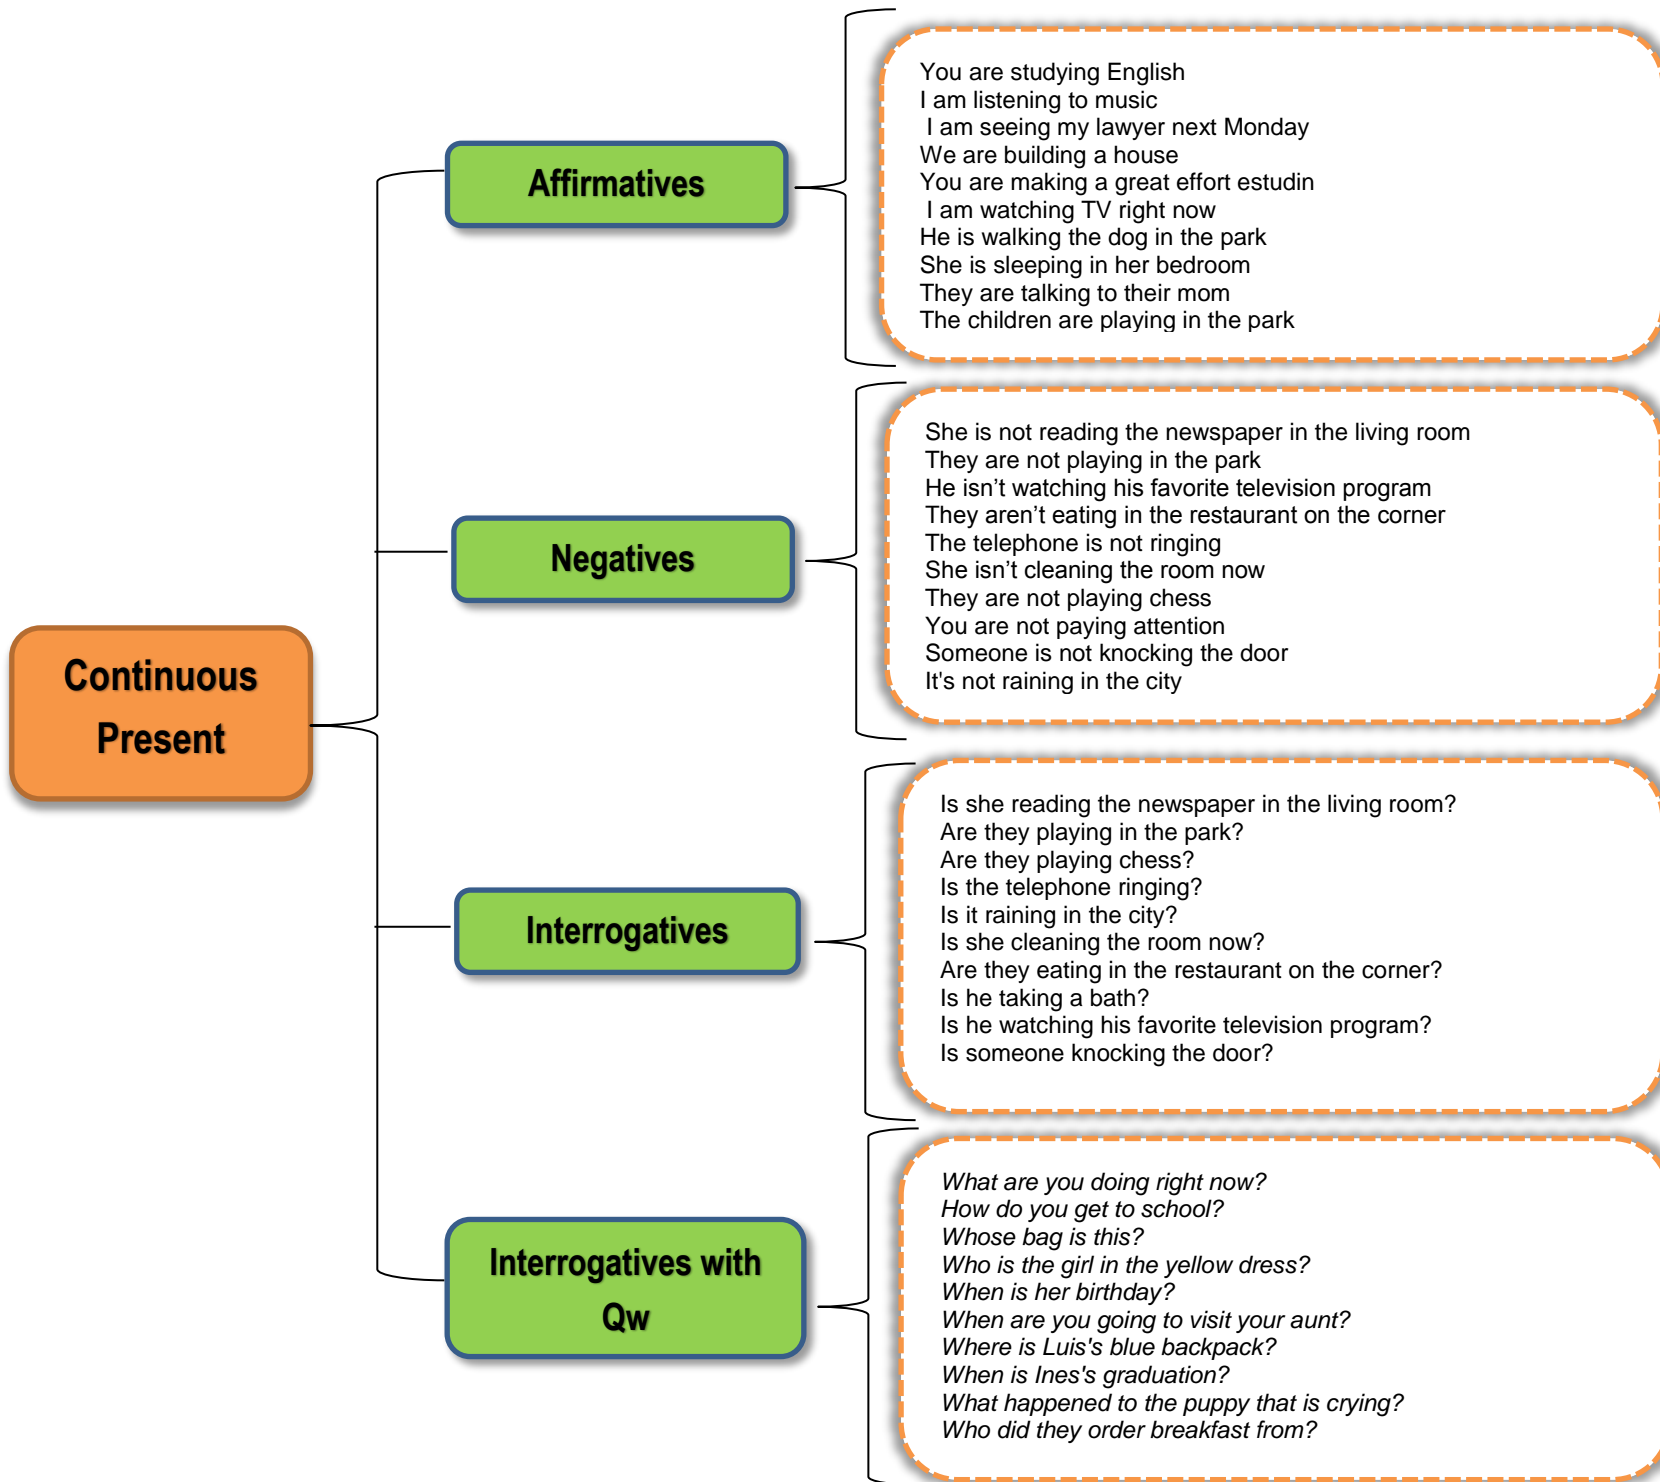 Continuous
Present
Affirmatives
You are studying English
I am listening to music
I am seeing my lawyer next Monday
We are building a house
You are making a great effort estudin
I am watching TV right now
He is walking the dog in the park
She is sleeping in her bedroom
They are talking to their mom
The children are playing in the park
Negatives
She is not reading the newspaper in the living room
They are not playing in the park
He isn’t watching his favorite television program
They aren’t eating in the restaurant on the corner
The telephone is not ringing
She isn’t cleaning the room now
They are not playing chess
You are not paying attention
Someone is not knocking the door
It's not raining in the city
Interrogatives
Is she reading the newspaper in the living room?
Are they playing in the park?
Are they playing chess?
Is the telephone ringing?
Is it raining in the city?
Is she cleaning the room now?
Are they eating in the restaurant on the corner?
Is he taking a bath?
Is he watching his favorite television program?
Is someone knocking the door?
Interrogatives with
Qw
What are you doing right now?
How do you get to school?
Whose bag is this?
Who is the girl in the yellow dress?
When is her birthday?
When are you going to visit your aunt?
Where is Luis's blue backpack?
When is Ines's graduation?
What happened to the puppy that is crying?
Who did they order breakfast from?